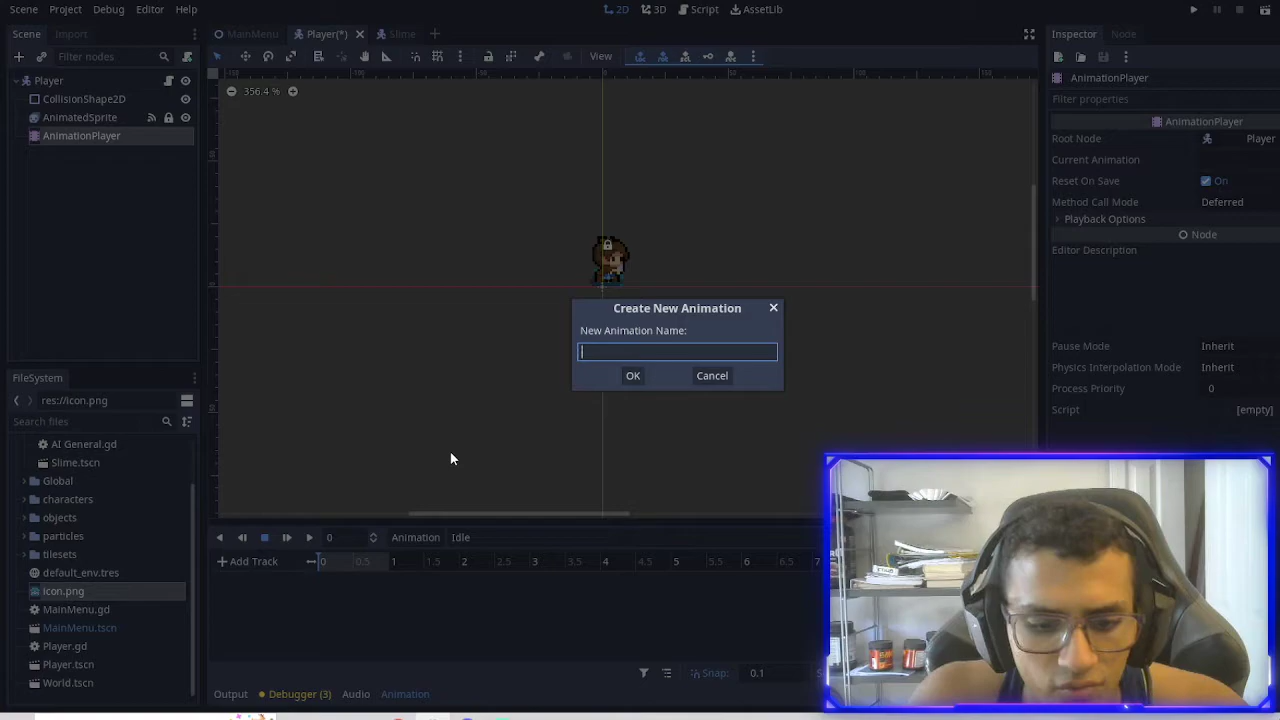 Scene Project Debug Editor Help
2D 3D Script AssetLib
Scene Import
MainMenu Player(*) Slime
Inspector Node
Filter nodes
View
AnimationPlayer
Player
356.4 %
Filter properties
CollisionShape2D
AnimatedSprite
AnimationPlayer
AnimationPlayer
Root Node Player
Current Animation
Reset On Save On
Method Call Mode Deferred
Playback Options
Node
Editor Description
Create New Animation
New Animation Name:
OK Cancel
Pause Mode Inherit
Physics Interpolation Mode Inherit
Process Priority 0
Script [empty]
FileSystem
res://icon.png
Search files
AI General.gd
Slime.tscn
Global
characters
objects
particles
tilesets
default_env.tres
icon.png
MainMenu.gd
MainMenu.tscn
Player.gd
Player.tscn
World.tscn
0 Animation Idle
Add Track 0 0.5 1 1.5 2 2.5 3 3.5 4 4.5 5 5.5 6 6.5 7
Snap: 0.1
Output Debugger (3) Audio Animation